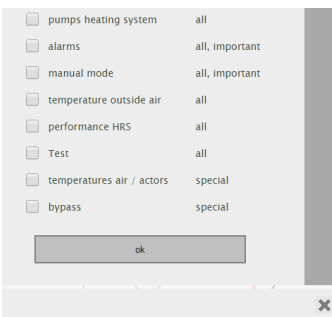 pumps heating system all
alarms all, important
manual mode all, important
temperature outside air all
performance HRS all
Test all
temperatures air / actors special
bypass special
ok